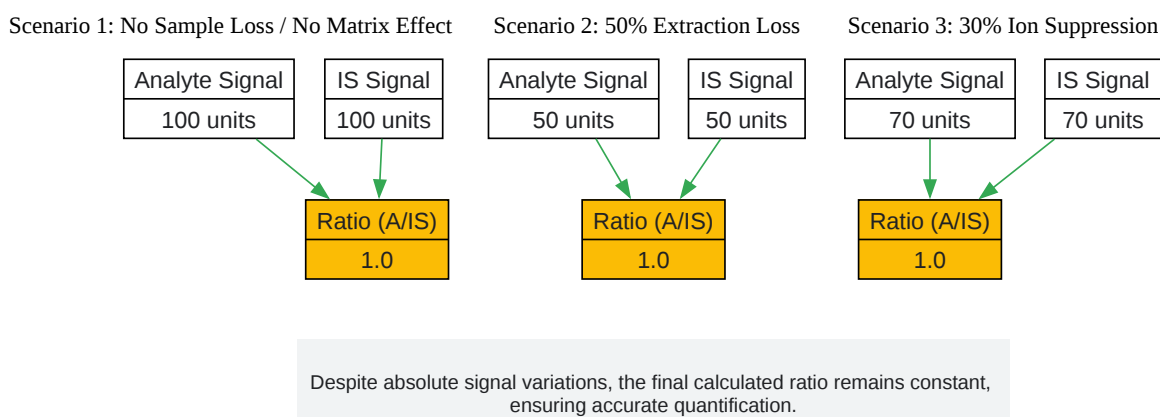 Scenario 1: No Sample Loss / No Matrix Effect
Scenario 2: 50% Extraction Loss
Scenario 3: 30% Ion Suppression
Analyte Signal
100 units
IS Signal
100 units
Ratio (A/IS)
1.0
Analyte Signal
50 units
IS Signal
50 units
Ratio (A/IS)
1.0
Analyte Signal
70 units
IS Signal
70 units
Ratio (A/IS)
1.0
Despite absolute signal variations, the final calculated ratio remains constant,
ensuring accurate quantification.